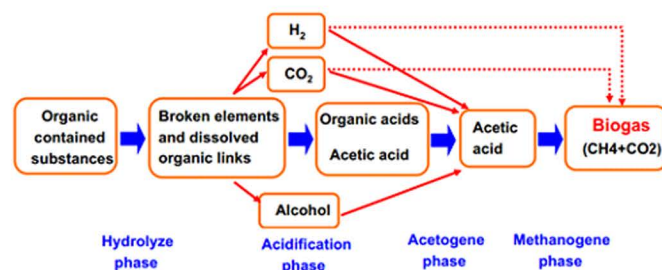 H2
CO2
Organic
contained
substances
Broken elements
and dissolved
organic links
Organic acids
Acetic acid
Acetic
acid
Biogas
(CH4+CO2)
Alcohol
Hydrolyze
phase
Acidification
phase
Acetogene
phase
Methanogene
phase